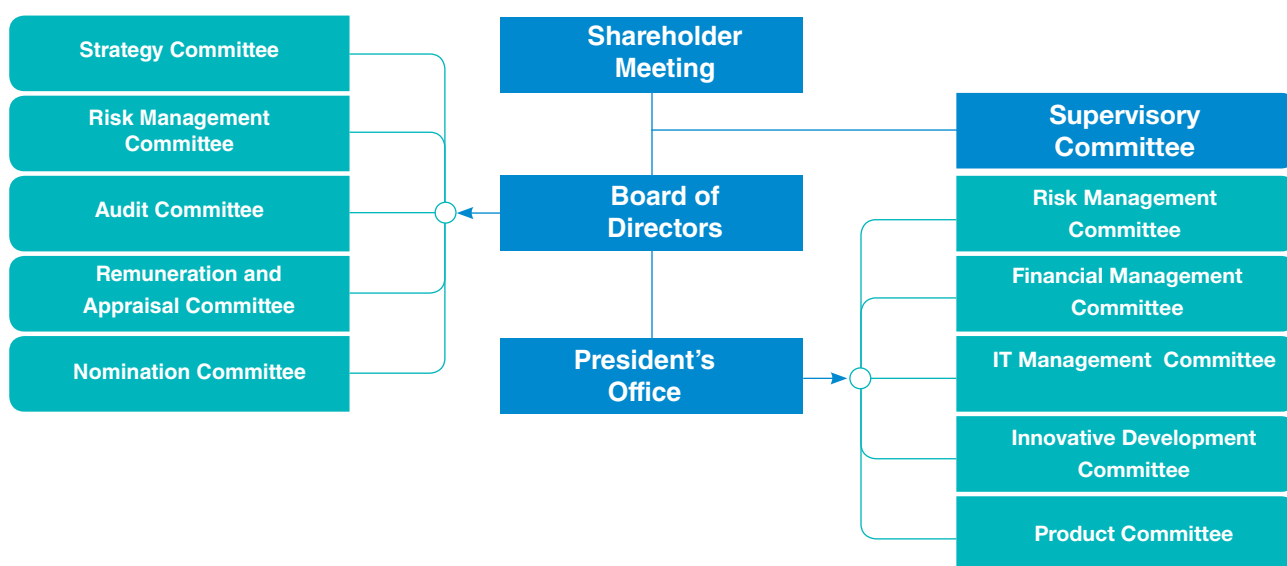 Strategy Committee
Risk Management
Committee
Audit Committee
Remuneration and
Appraisal Committee
Nomination Committee
Shareholder
Meeting
Board of
Directors
President’s
Office
Supervisory
Committee
Risk Management
Committee
Financial Management
Committee
IT Management Committee
Innovative Development
Committee
Product Committee